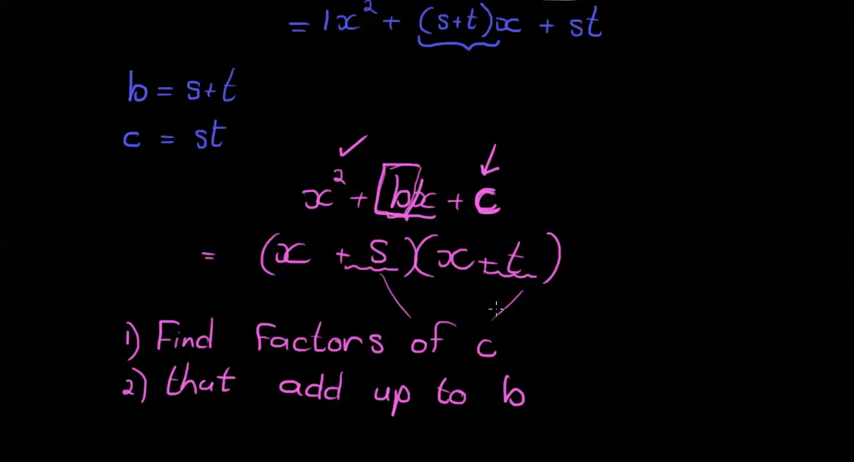 = 1x² + (s+t)x + st
b = s+t
c = st
x² + bx + c
= (x + s)(x + t)
1) Find factors of c
2) that add up to b